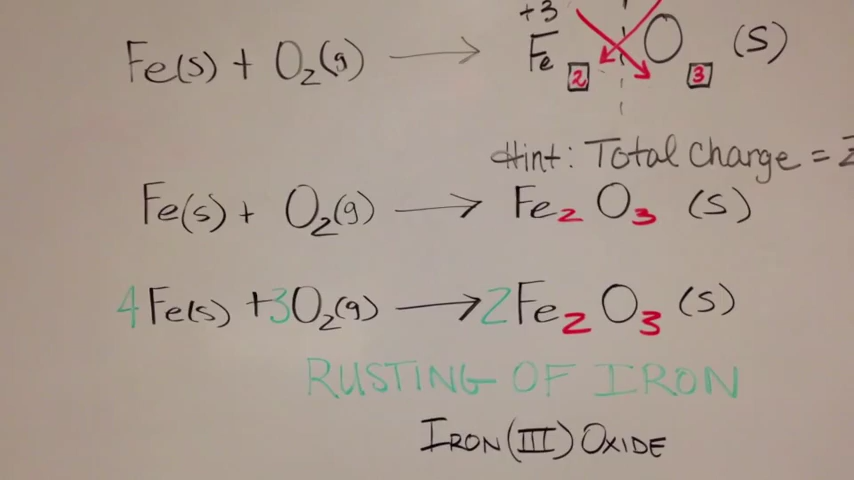 +3
Fe(s) + O₂(g) → Fe 2 O 3 (s)
Hint: Total charge =
Fe(s) + O₂(g) → Fe₂O₃ (s)
4Fe(s) + 3O₂(g) → 2Fe₂O₃ (s)
RUSTING OF IRON
IRON (III) OXIDE